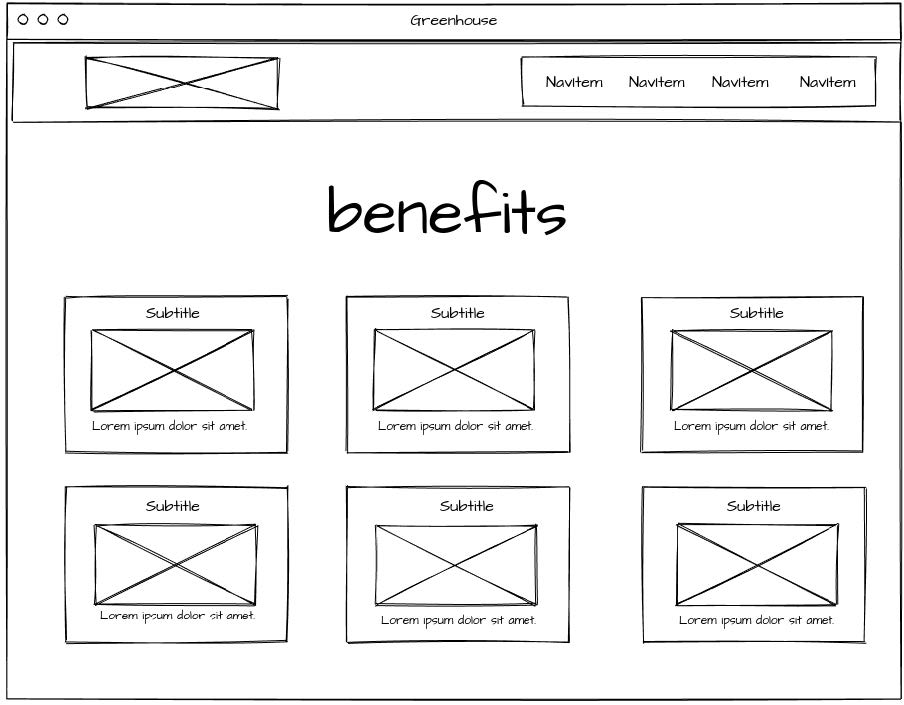 Greenhouse
NavItem NavItem NavItem NavItem
benefits
Subtitle Subtitle Subtitle
Lorem ipsum dolor sit amet. Lorem ipsum dolor sit amet. Lorem ipsum dolor sit amet.
Subtitle Subtitle Subtitle
Lorem ipsum dolor sit amet. Lorem ipsum dolor sit amet. Lorem ipsum dolor sit amet.